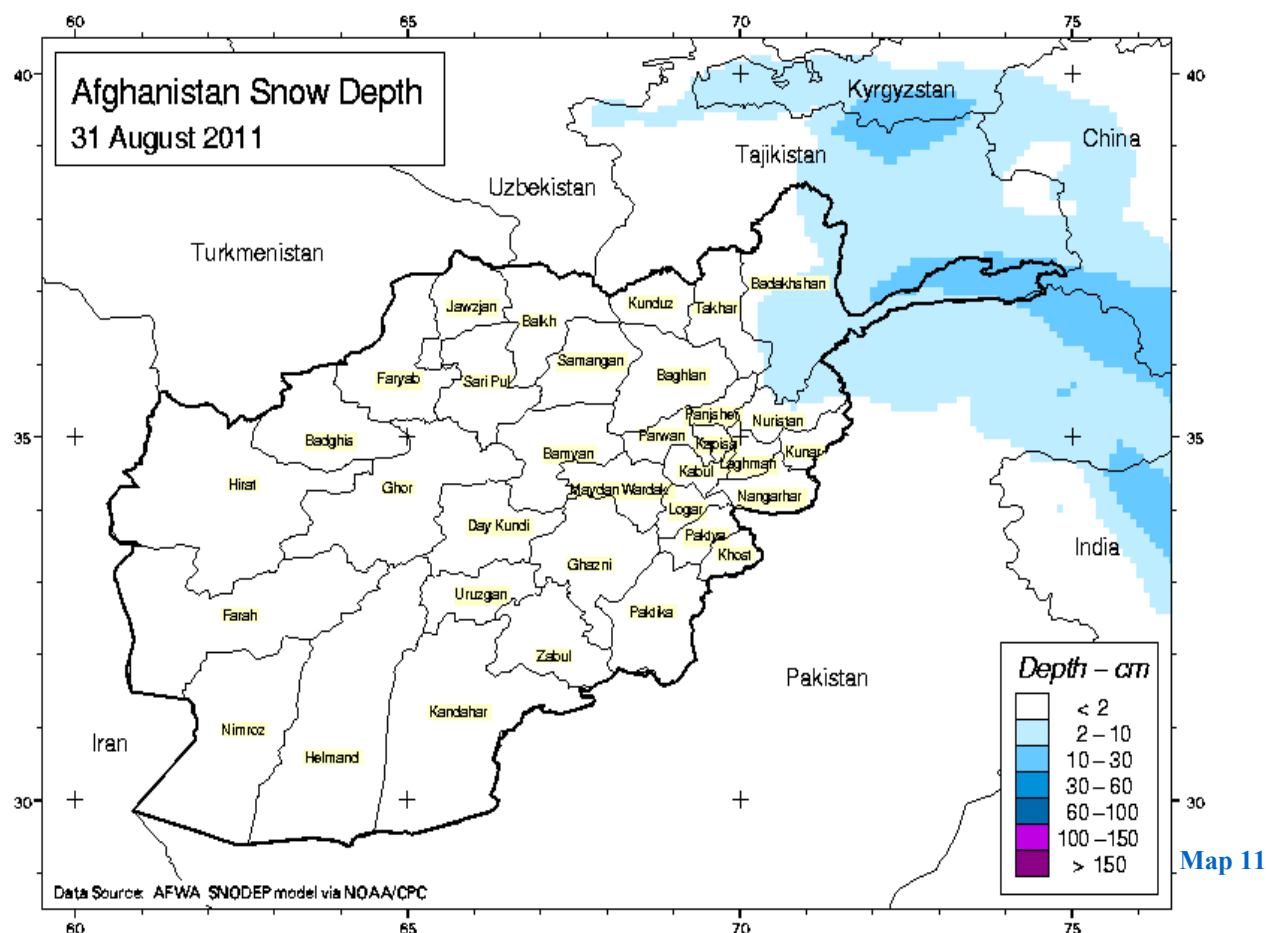 60 65 70 75
Afghanistan Snow Depth
31 August 2011
40 40
Kyrgyzstan
China
Tajikistan
Uzbekistan
Turkmenistan
Badakhshan
Jawzjan
Kunduz
Takhar
Balkh
Samangan
Faryab
Sari Pul
Baghlan
Panjsher
Nuristan
35 35
Badghis
Parwan
Kapisa
Kunar
Bamyan
Kabul
Laghman
Hirat
Ghor
Maydan Wardak
Nangarhar
Logar
Day Kundi
Paktya
Khost
India
Ghazni
Uruzgan
Farah
Paktika
Zabul
Pakistan
Kandahar
Nimroz
Iran
Helmand
30 30
Depth - cm
< 2
2 - 10
10 - 30
30 - 60
60 - 100
100 - 150
> 150
Map 11
Data Source: AFWA SNODEP model via NOAA/CPC
60 65 70 75